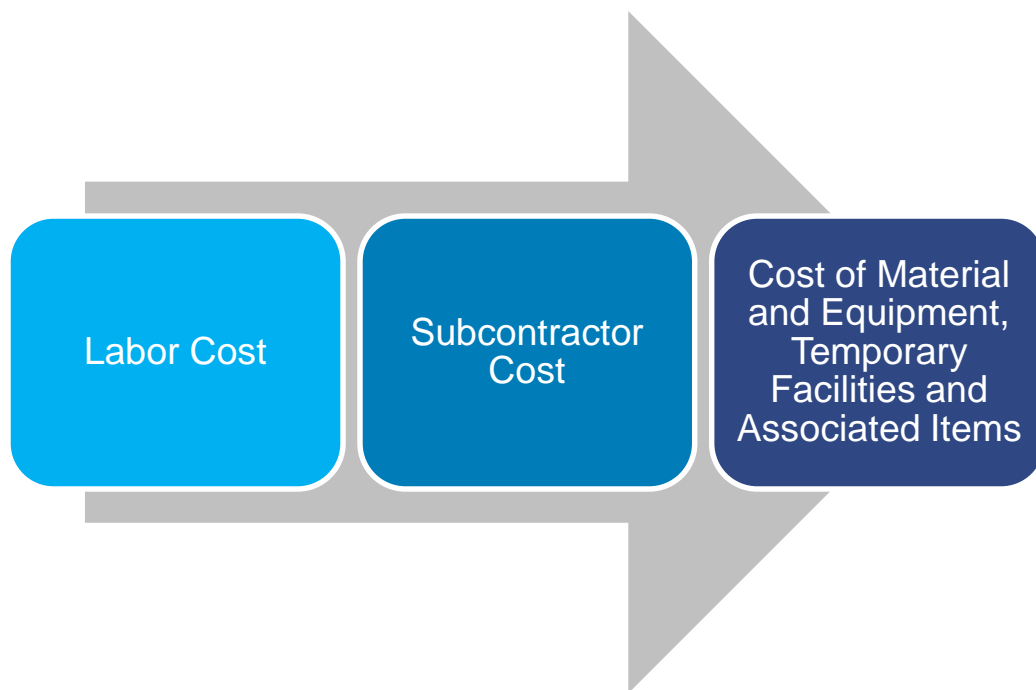 Labor Cost
Subcontractor
Cost
Cost of Material
and Equipment,
Temporary
Facilities and
Associated Items